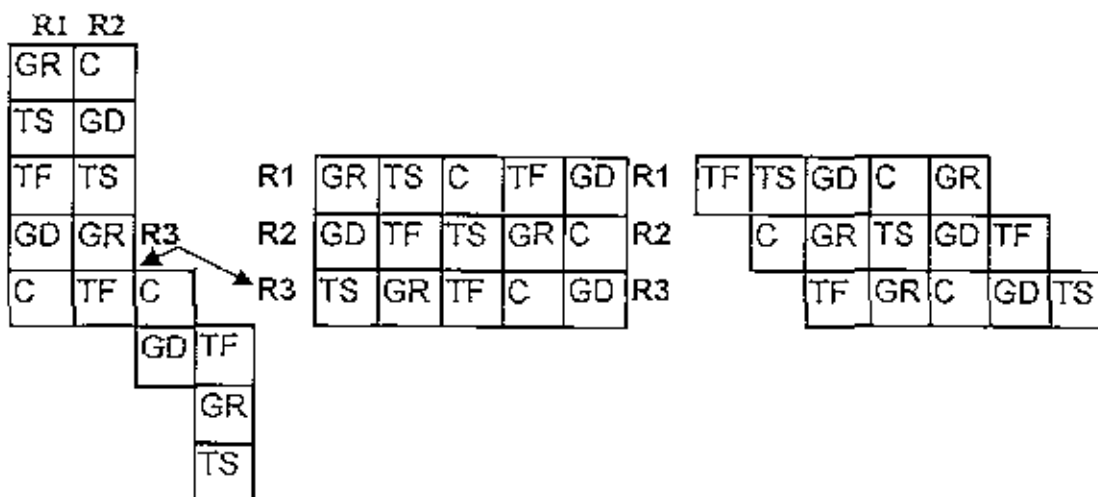 R1 R2
GR C
TS GD
TF TS
GD GR R3
C TF C
GD TF
GR
TS
R1 GR TS C TF GD
R2 GD TF TS GR C
R3 TS GR TF C GD
R1 TF TS GD C GR
R2 C GR TS GD TF
R3 TF GR C GD TS